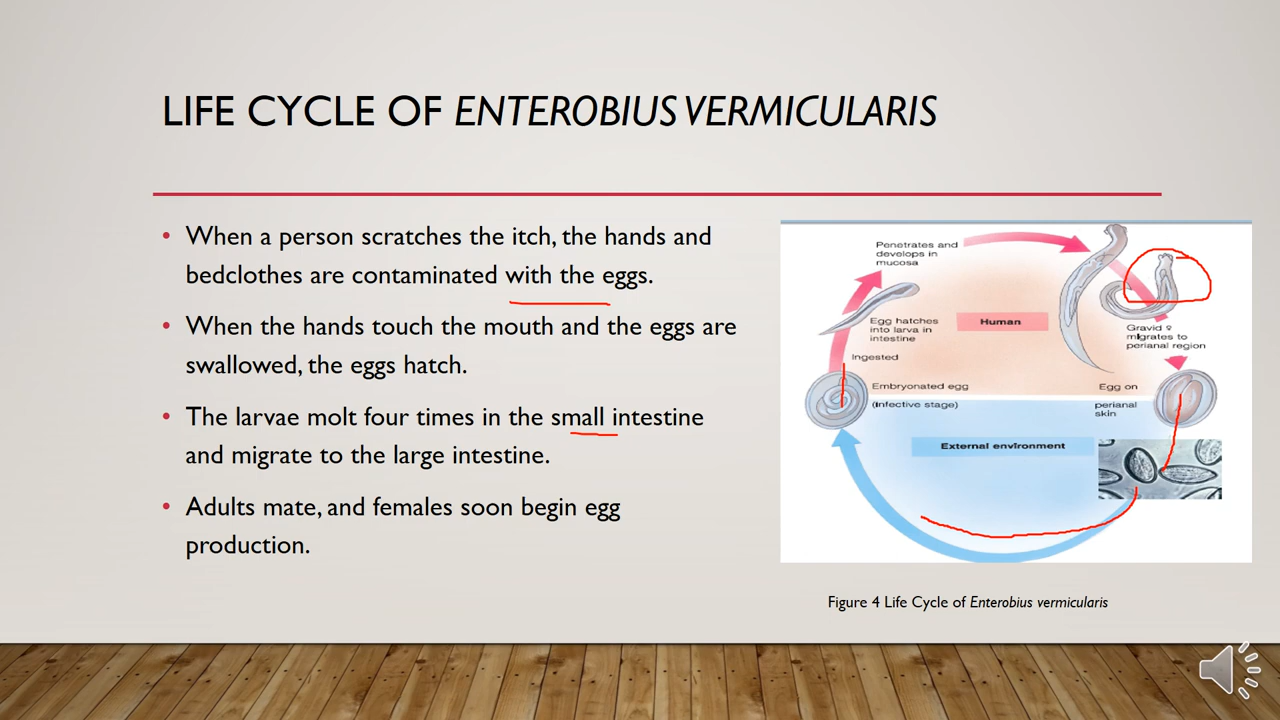 LIFE CYCLE OF ENTEROBIUS VERMICULARIS
• When a person scratches the itch, the hands and
bedclothes are contaminated with the eggs.
• When the hands touch the mouth and the eggs are
swallowed, the eggs hatch.
• The larvae molt four times in the small intestine
and migrate to the large intestine.
• Adults mate, and females soon begin egg
production.
Penetrates and
develops in
mucosa
Egg hatches
into larva in
intestine
Human
Gravid ♀
migrates to
perianal region
Ingested
Embryonated egg
(Infective stage)
Egg on
perianal
skin
External environment
Figure 4 Life Cycle of Enterobius vermicularis